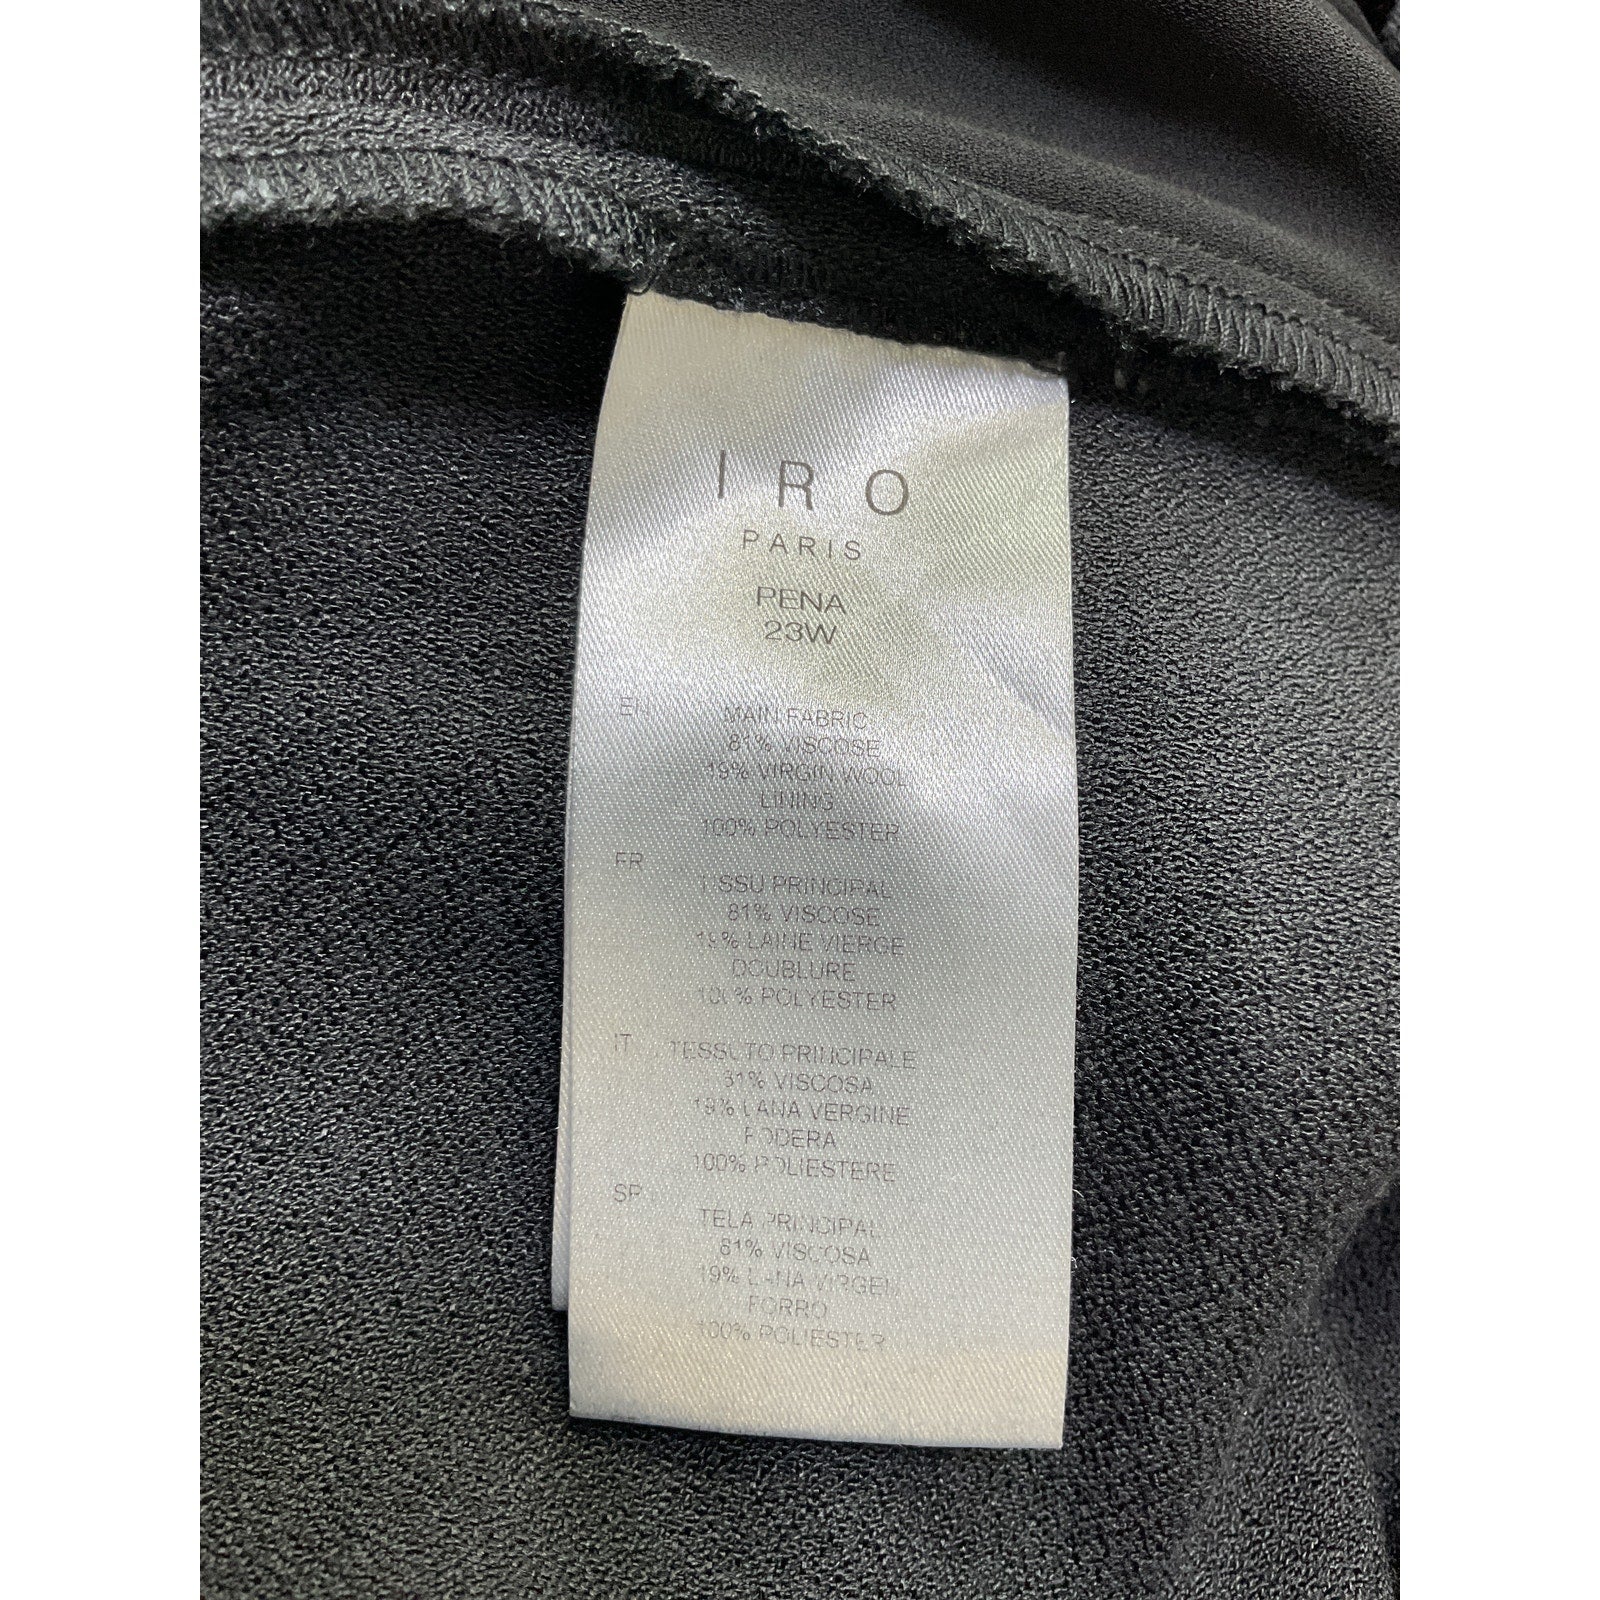 IRO
PARIS
PENA
23W
EN
MAIN FABRIC
81% VISCOSE
19% VIRGIN WOOL
LINING
100% POLYESTER
FR
TISSU PRINCIPAL
81% VISCOSE
19% LAINE VIERGE
DOUBLURE
100% POLYESTER
IT
TESSUTO PRINCIPALE
81% VISCOSA
19% LANA VERGINE
FODERA
100% POLIESTERE
SP
TELA PRINCIPAL
81% VISCOSA
19% LANA VIRGEN
FORRO
100% POLIESTER